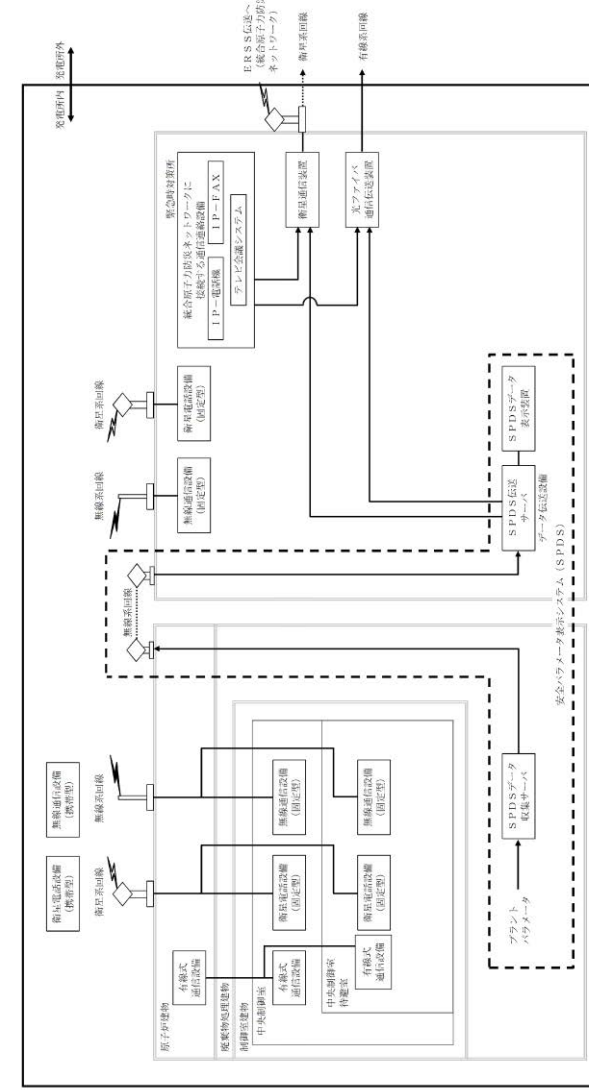 発電所内 発電所外
ERSS伝送へ
(統合原子力防災
ネットワーク)
衛星系回線
有線系回線
無線通信設備
(携帯型)
衛星電話設備
(携帯型)
無線系回線
衛星系回線
原子炉建物
有線式
通信設備
廃棄物処理建物
制御室建物
中央制御室
有線式
通信設備
衛星電話設備
(固定型)
無線通信設備
(固定型)
中央制御室
待避室
有線式
通信設備
衛星電話設備
(固定型)
無線通信設備
(固定型)
プラント
パラメータ
SPDSデータ
収集サーバ
無線系回線
安全パラメータ表示システム(SPDS)
SPDS伝送
サーバ
データ伝送設備
SPDSデータ
表示装置
無線系回線
無線通信設備
(固定型)
衛星系回線
衛星電話設備
(固定型)
緊急時対策所
統合原子力防災ネットワークに
接続する通信連絡設備
IP-電話機
IP-FAX
テレビ会議システム
衛星通信装置
光ファイバ
通信伝送装置